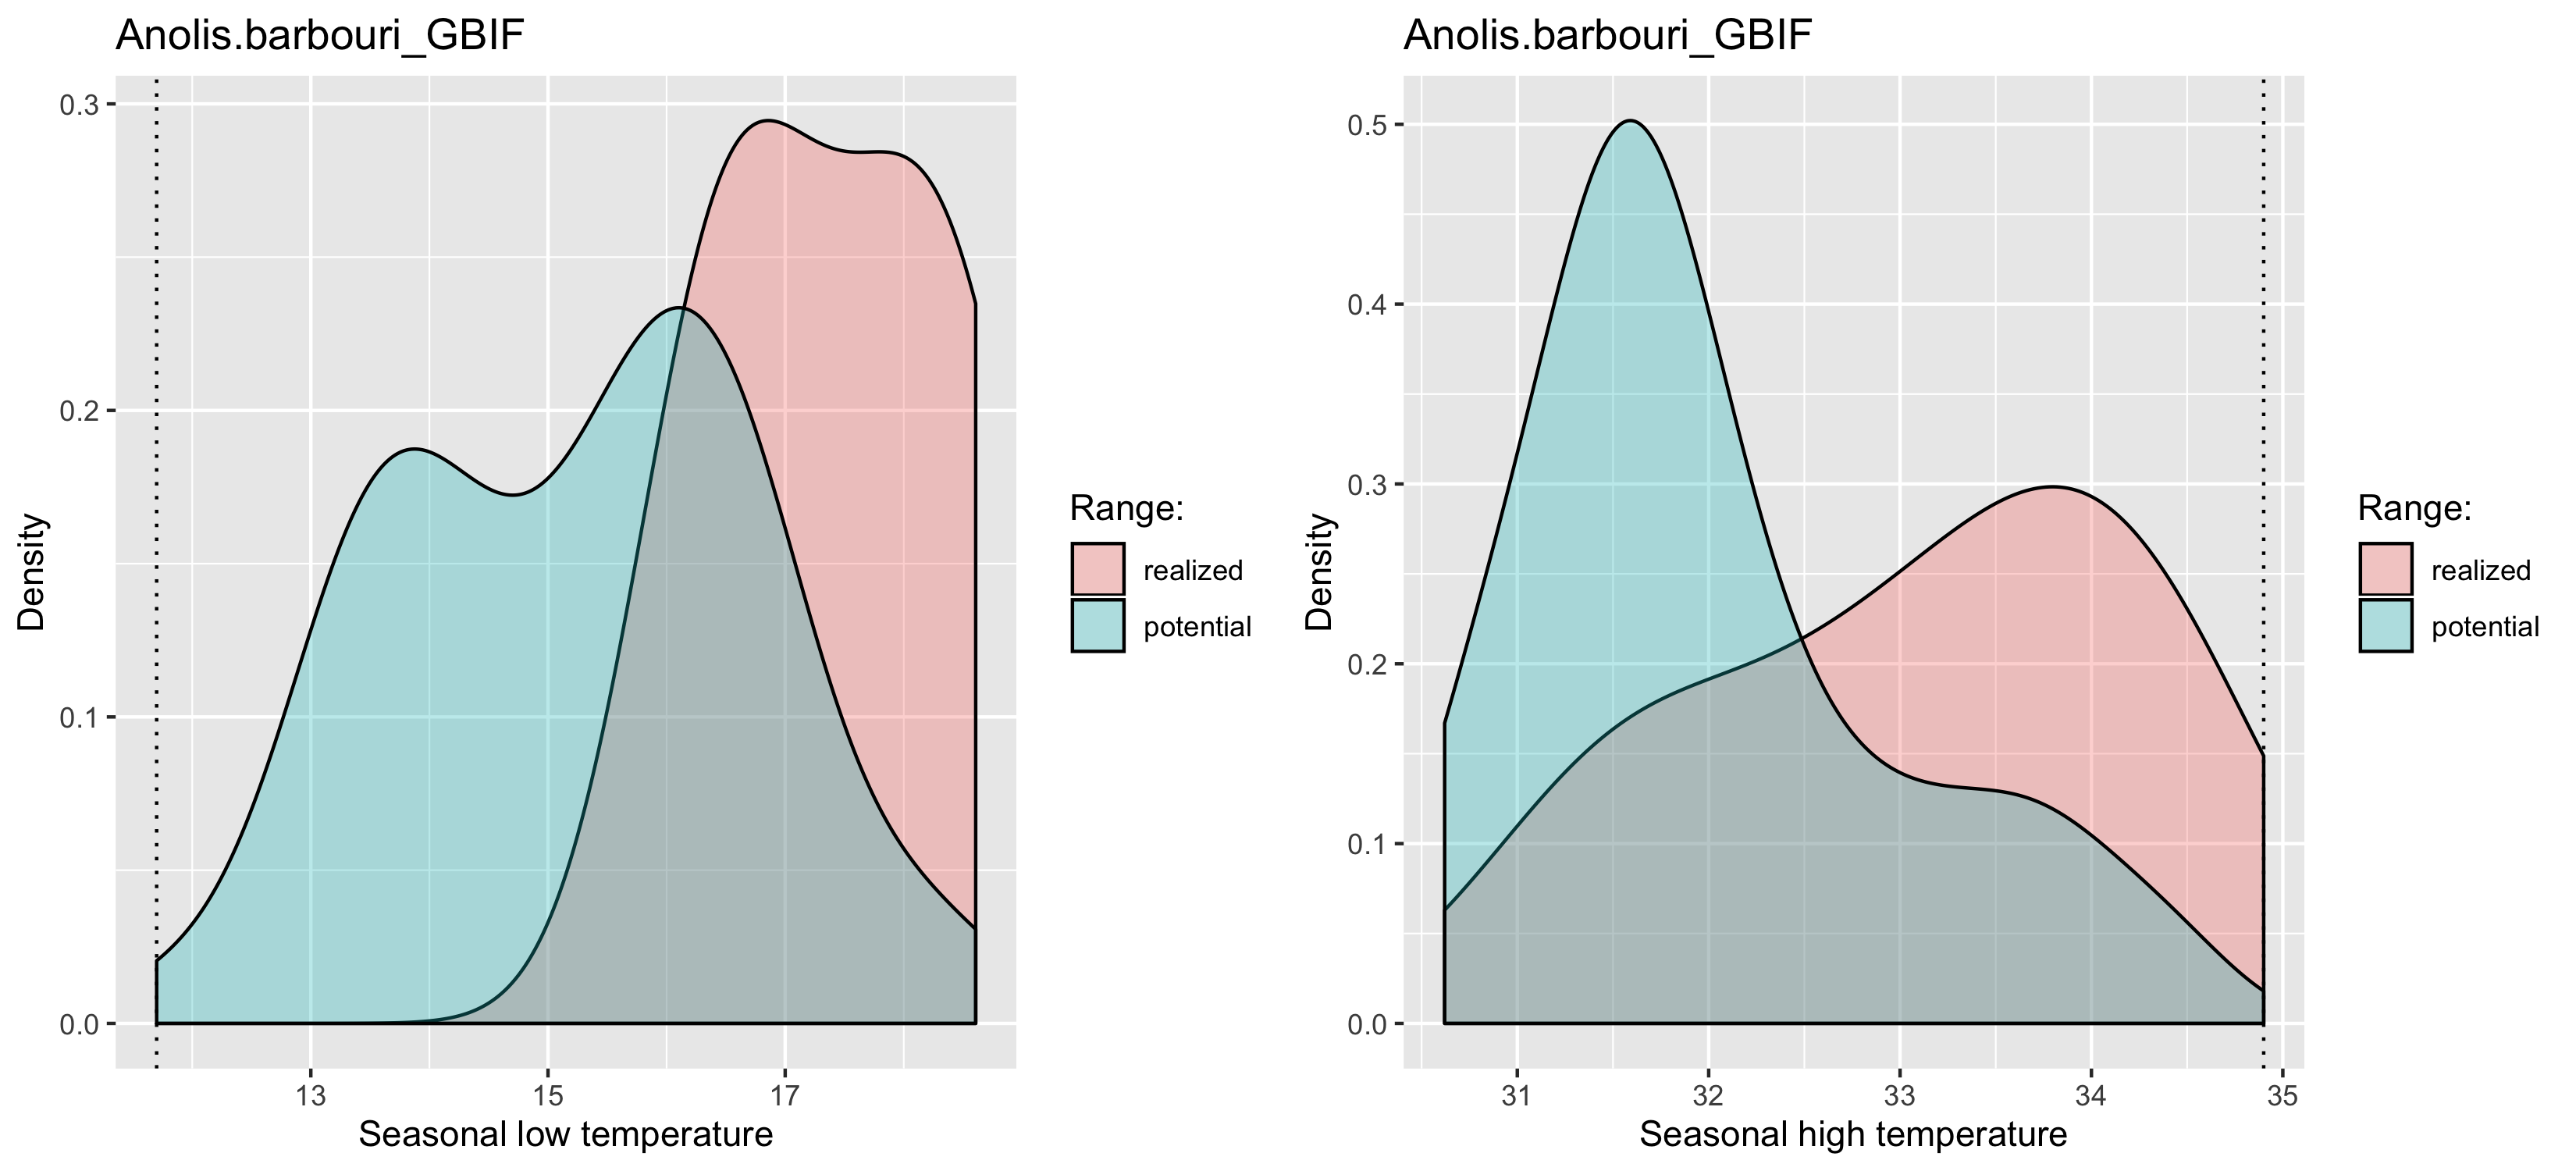 Anolis.barbouri_GBIF
0.3
0.2
0.1
0.0
Density
13 15 17
Seasonal low temperature
Range:
realized
potential
Anolis.barbouri_GBIF
0.5
0.4
0.3
0.2
0.1
0.0
Density
31 32 33 34 35
Seasonal high temperature
Range:
realized
potential